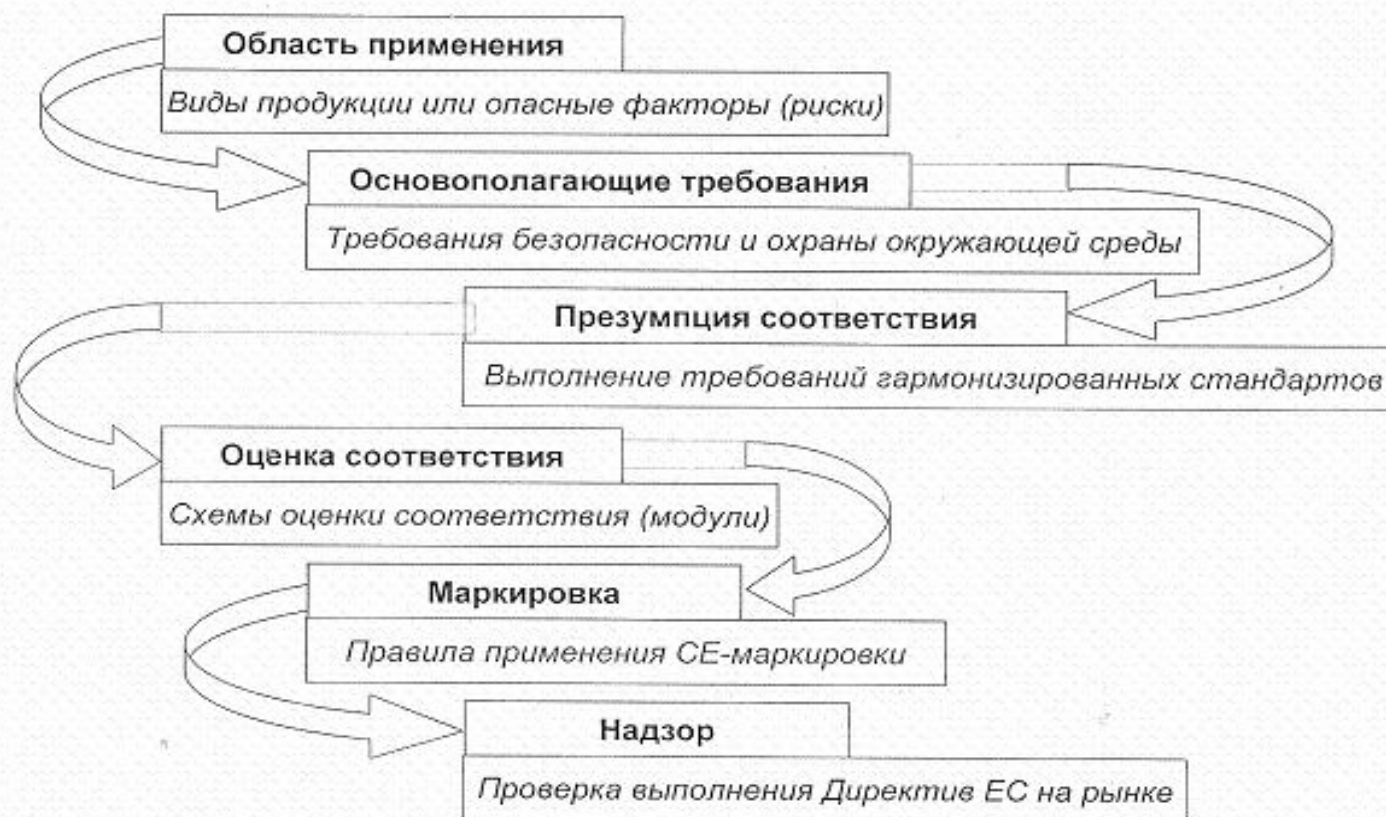 Область применения
Виды продукции или опасные факторы (риски)
Основополагающие требования
Требования безопасности и охраны окружающей среды
Презумпция соответствия
Выполнение требований гармонизированных стандартов
Оценка соответствия
Схемы оценки соответствия (модули)
Маркировка
Правила применения СЕ-маркировки
Надзор
Проверка выполнения Директив ЕС на рынке